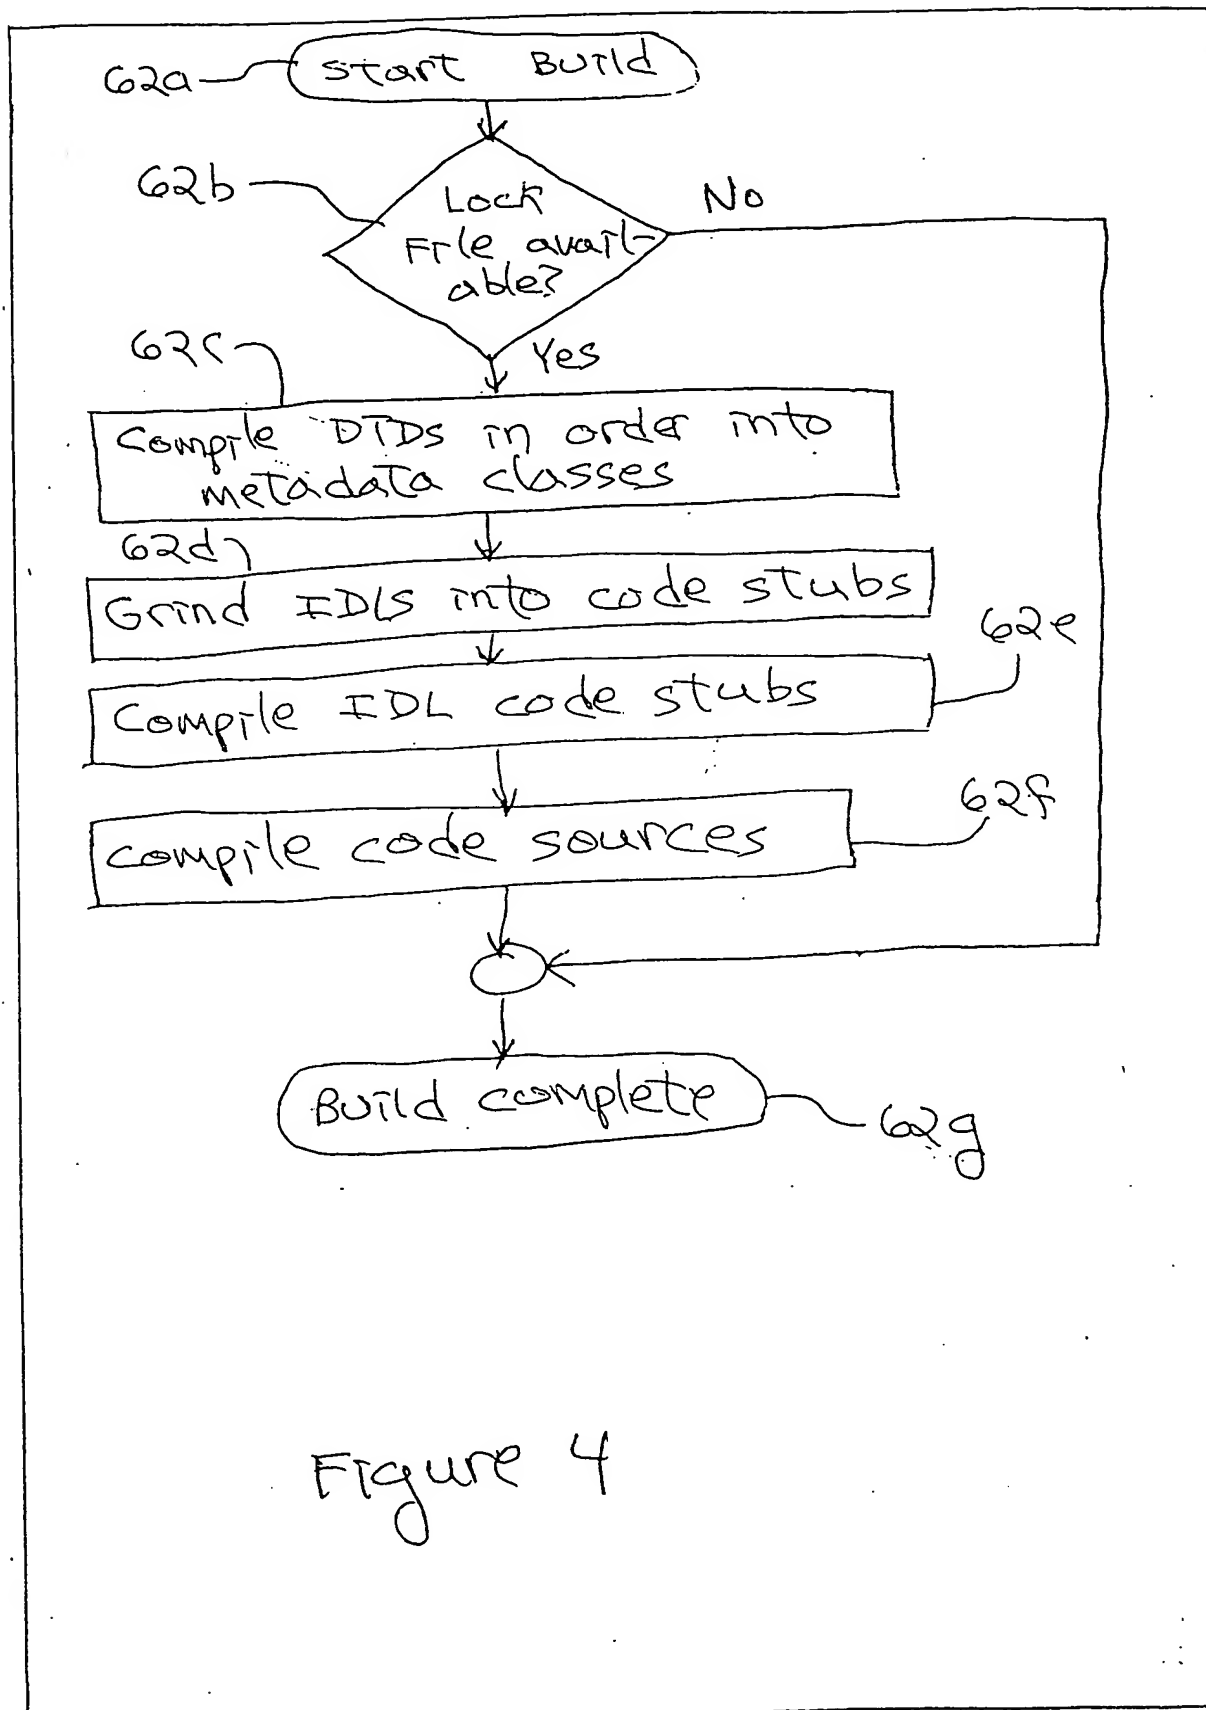 62a
Start Build
62b
Lock
File avail-
able?
No
Yes
62c
Compile DTDs in order into
metadata classes
62d
Grind IDLs into code stubs
62e
Compile IDL code stubs
62f
Compile code sources
Build complete
62g
Figure 4